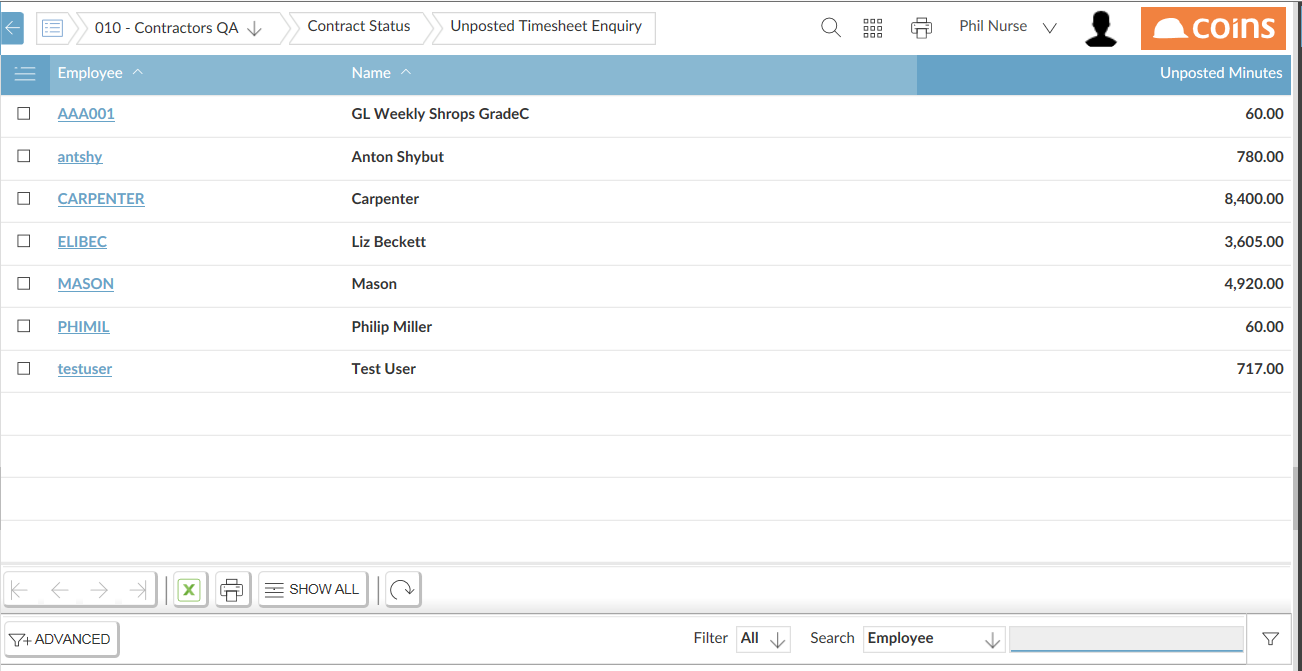 010 - Contractors QA Contract Status Unposted Timesheet Enquiry Phil Nurse coins
Employee Name Unposted Minutes
AAA001 GL Weekly Shrops GradeC 60.00
antshy Anton Shybut 780.00
CARPENTER Carpenter 8,400.00
ELIBEC Liz Beckett 3,605.00
MASON Mason 4,920.00
PHIMIL Philip Miller 60.00
testuser Test User 717.00
X SHOW ALL
ADVANCED Filter All Search Employee